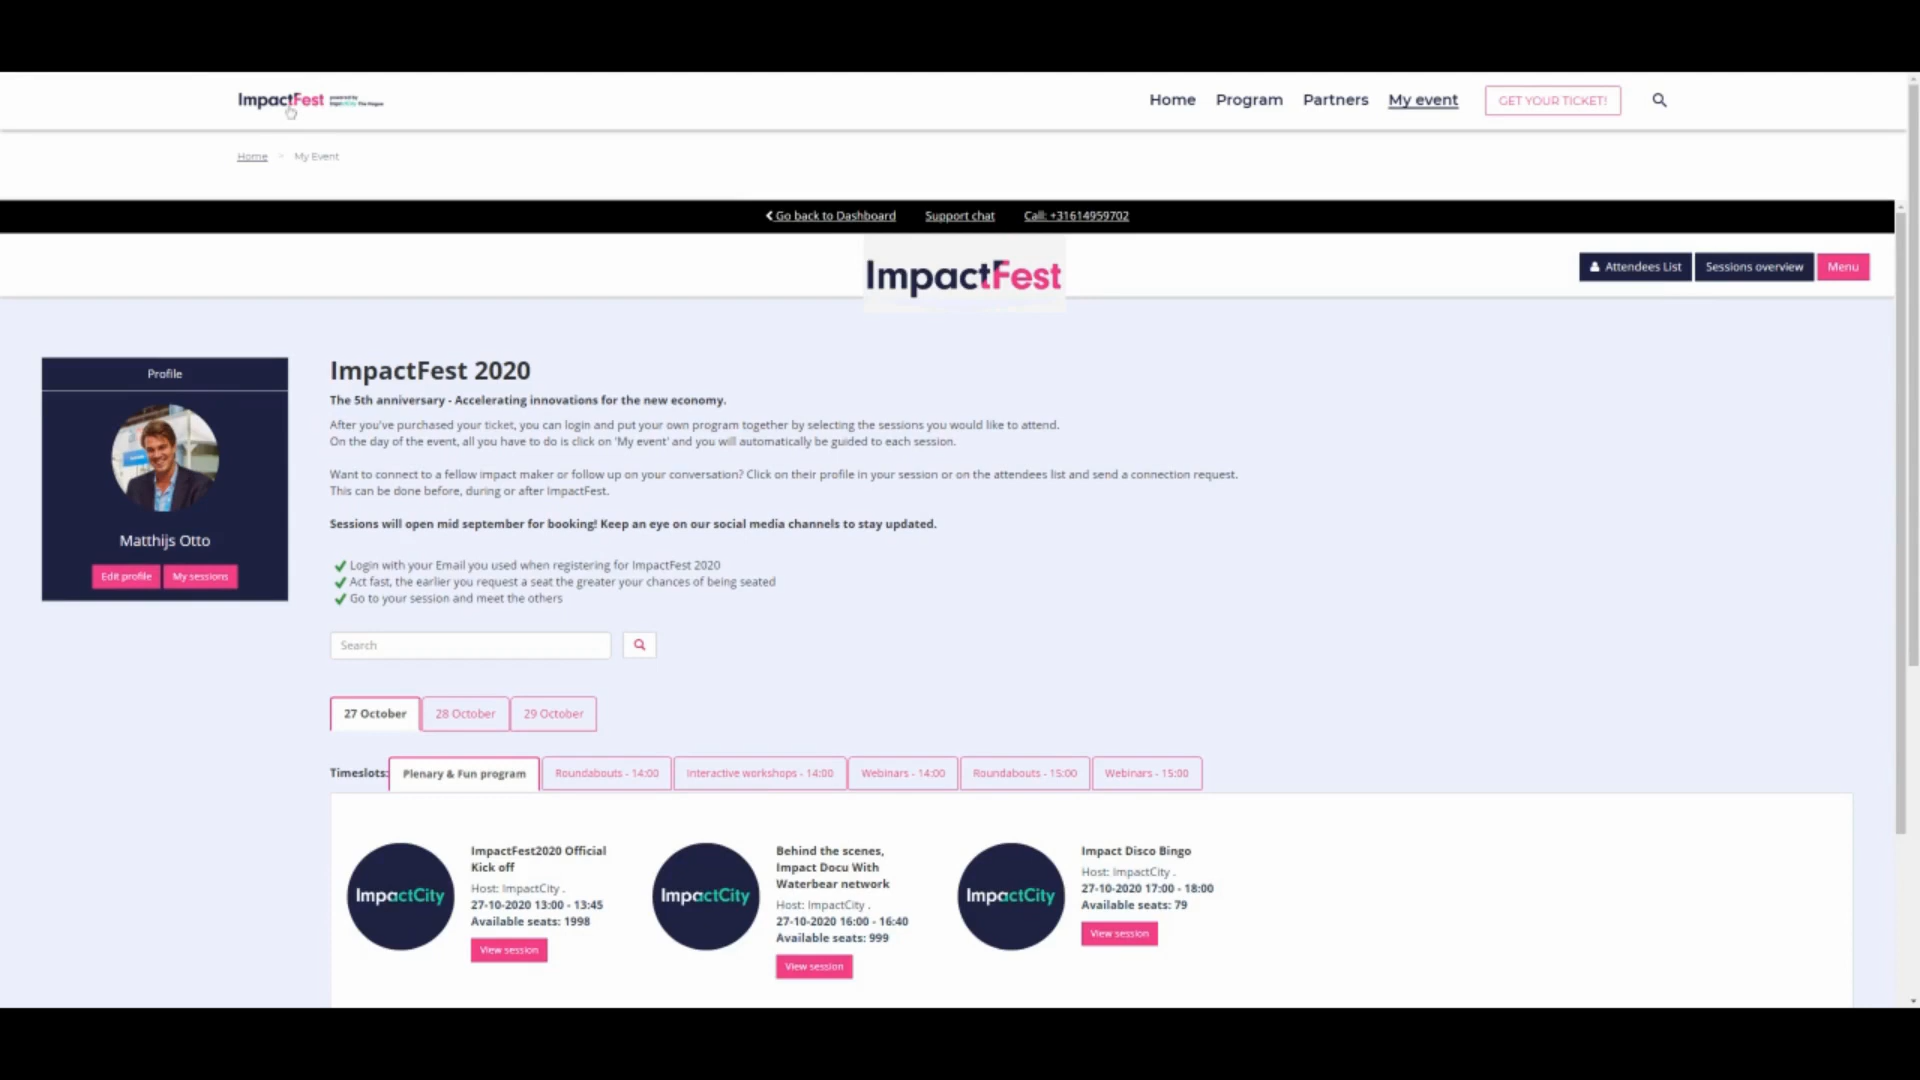 ImpactFest powered by ImpactCity The Hague
Home Program Partners My event GET YOUR TICKET!
Home > My Event
Go back to Dashboard Support chat Call: +31614959702
ImpactFest
Attendees List Sessions overview Menu
Profile
Matthijs Otto
Edit profile My sessions
ImpactFest 2020
The 5th anniversary - Accelerating innovations for the new economy.
After you've purchased your ticket, you can login and put your own program together by selecting the sessions you would like to attend.
On the day of the event, all you have to do is click on 'My event' and you will automatically be guided to each session.
Want to connect to a fellow impact maker or follow up on your conversation? Click on their profile in your session or on the attendees list and send a connection request.
This can be done before, during or after ImpactFest.
Sessions will open mid september for booking! Keep an eye on our social media channels to stay updated.
Login with your Email you used when registering for ImpactFest 2020
Act fast, the earlier you request a seat the greater your chances of being seated
Go to your session and meet the others
Search
27 October 28 October 29 October
Timeslots: Plenary & Fun program Roundabouts - 14:00 Interactive workshops - 14:00 Webinars - 14:00 Roundabouts - 15:00 Webinars - 15:00
ImpactCity
ImpactFest2020 Official
Kick off
Host: ImpactCity .
27-10-2020 13:00 - 13:45
Available seats: 1998
View session
ImpactCity
Behind the scenes,
Impact Docu With
Waterbear network
Host: ImpactCity .
27-10-2020 16:00 - 16:40
Available seats: 999
View session
ImpactCity
Impact Disco Bingo
Host: ImpactCity .
27-10-2020 17:00 - 18:00
Available seats: 79
View session